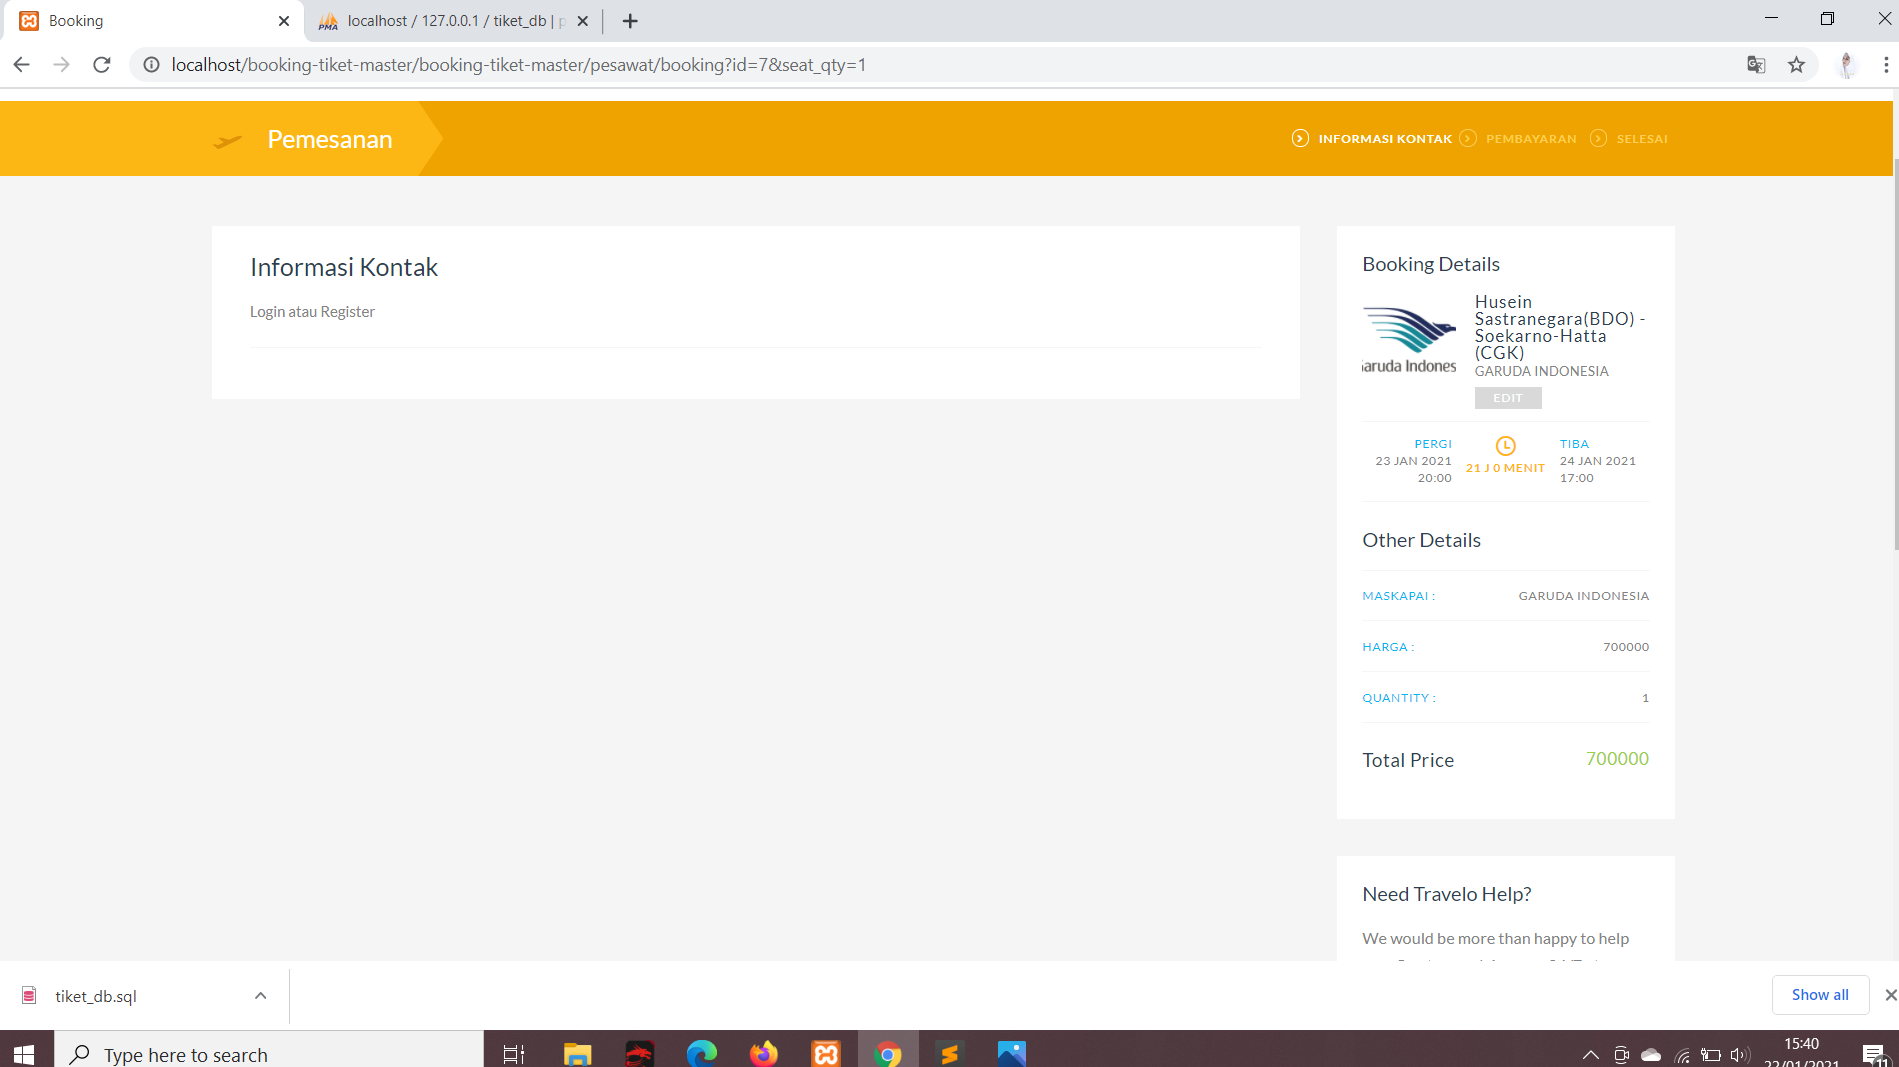 Booking
localhost / 127.0.0.1 / tiket_db | p
localhost/booking-tiket-master/booking-tiket-master/pesawat/booking?id=7&seat_qty=1
Pemesanan
INFORMASI KONTAK
PEMBAYARAN
SELESAI
Informasi Kontak
Login atau Register
Booking Details
Garuda Indones
Husein
Sastranegara(BDO) -
Soekarno-Hatta
(CGK)
GARUDA INDONESIA
EDIT
PERGI
23 JAN 2021
20:00
21 J 0 MENIT
TIBA
24 JAN 2021
17:00
Other Details
MASKAPAI :
GARUDA INDONESIA
HARGA :
700000
QUANTITY :
1
Total Price
700000
Need Travelo Help?
We would be more than happy to help
tiket_db.sql
Show all
Type here to search
15:40
22/01/2021
11